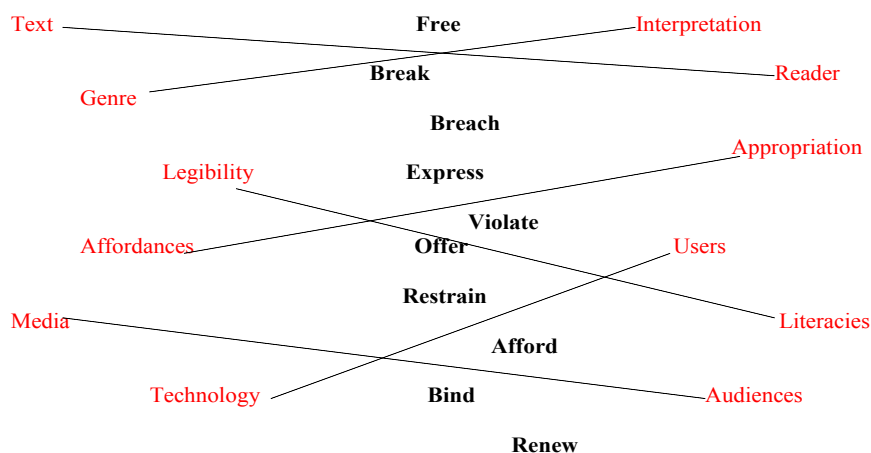 Text Free Interpretation
Break Reader
Genre
Breach
Appropriation
Legibility Express
Violate
Affordances Offer Users
Restrain
Media Literacies
Afford
Technology Bind Audiences
Renew